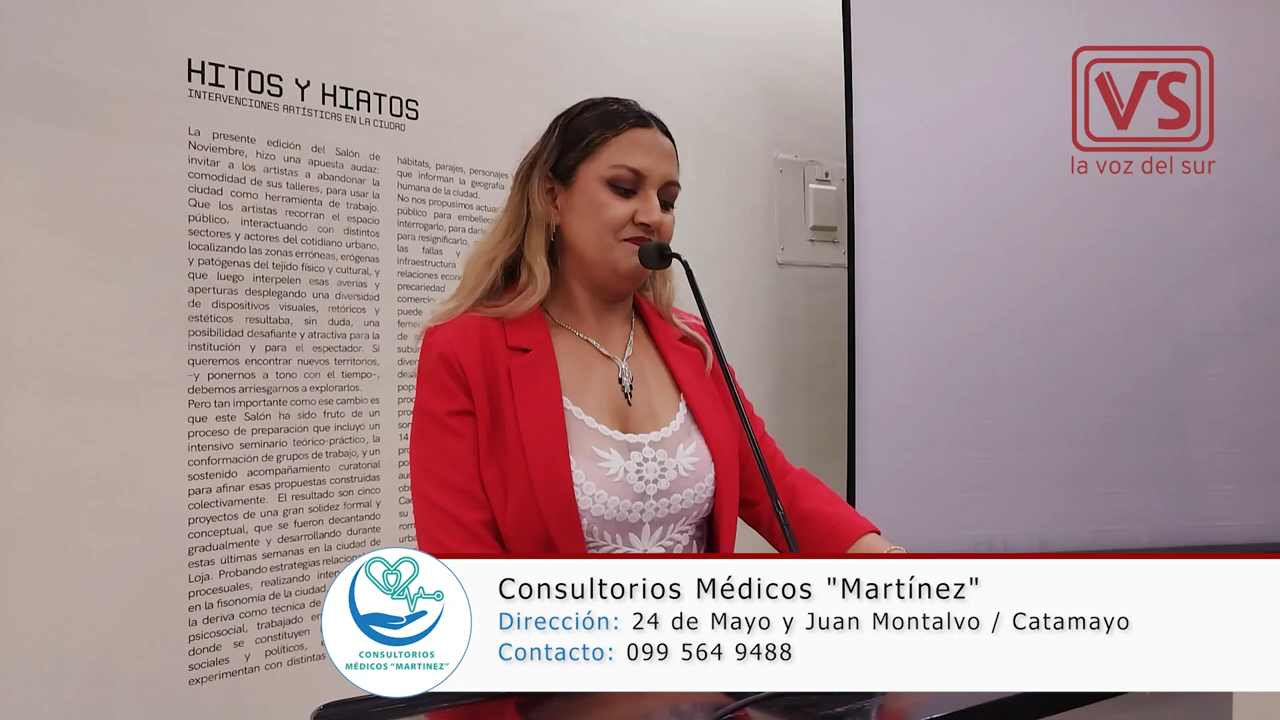 HITOS Y HIATOS
INTERVENCIONES ARTÍSTICAS EN LA CIUDAD
La presente edición del Salón de
Noviembre, hizo una apuesta audaz:
invitar a los artistas a abandonar la
comodidad de sus talleres, para usar la
ciudad como herramienta de trabajo.
Que los artistas recorran el espacio
público, interactuando con distintos
sectores y actores del cotidiano urbano,
localizando las zonas erróneas, erógenas
y patógenas del tejido físico y cultural, y
que luego interpelen esas averías y
aperturas desplegando una diversidad
de dispositivos visuales, retóricos y
estéticos resultaba, sin duda, una
posibilidad desafiante y atractiva para la
institución y para el espectador. Si
queremos encontrar nuevos territorios,
-y ponernos a tono con el tiempo-,
debemos arriesgarnos a explorarlos.
Pero tan importante como ese cambio es
que este Salón ha sido fruto de un
proceso de preparación que incluyó un
intensivo seminario teórico-práctico, la
conformación de grupos de trabajo, y un
sostenido acompañamiento curatorial
para afinar esas propuestas construidas
colectivamente. El resultado son cinco
proyectos de una gran solidez formal y
conceptual, que se fueron decantando
gradualmente y desarrollando durante
estas últimas semanas en la ciudad de
Loja. Probando estrategias
procesuales, realizando
en la fisonomía de la ciudad
la deriva como técnica de
psicosocial, trabajado en
donde se constituyen
sociales y políticos,
experimentan con distintas
hábitats, parajes, personajes y
que informan la geografía
humana de la ciudad.
No nos propusimos
público para
interrogarlo, para
para resignificarlo,
las fallas y
infraestructura
relaciones
precariedad
comercio
puede
de
14
su
VS
la voz del sur
CONSULTORIOS
MÉDICOS "MARTINEZ"
Consultorios Médicos "Martínez"
Dirección: 24 de Mayo y Juan Montalvo / Catamayo
Contacto: 099 564 9488